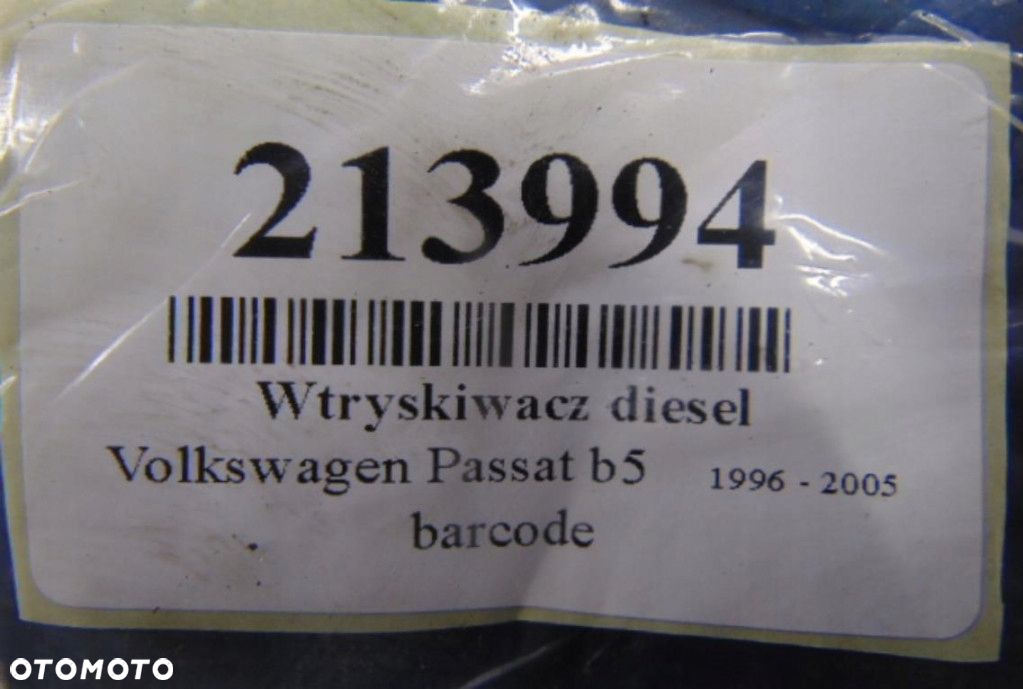 213994
Wtryskiwacz diesel
Volkswagen Passat b5 1996 - 2005
barcode
OTOMOTO